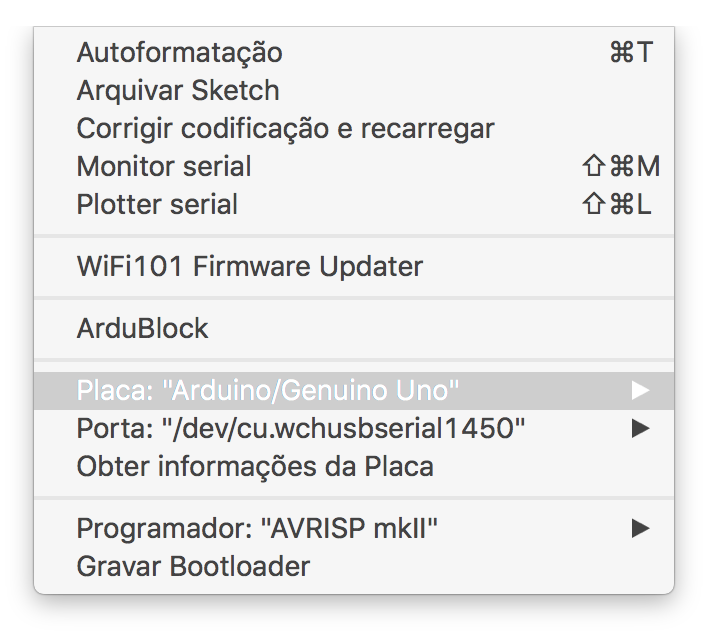 Autoformatação ⌘T
Arquivar Sketch
Corrigir codificação e recarregar
Monitor serial ⇧⌘M
Plotter serial ⇧⌘L
WiFi101 Firmware Updater
ArduBlock
Placa: "Arduino/Genuino Uno" ▶
Porta: "/dev/cu.wchusbserial1450" ▶
Obter informações da Placa
Programador: "AVRISP mkII" ▶
Gravar Bootloader